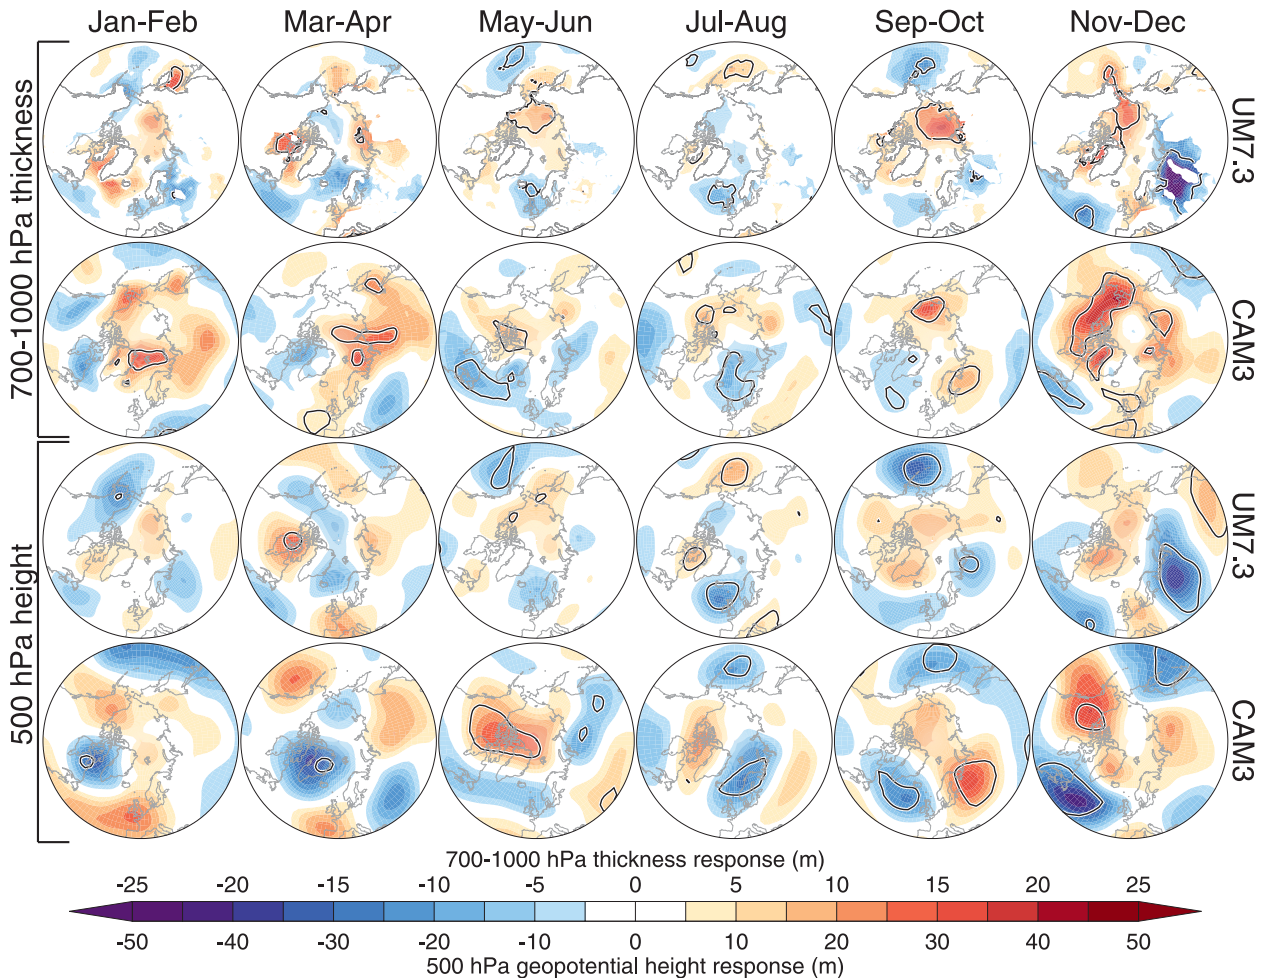 Jan-Feb Mar-Apr May-Jun Jul-Aug Sep-Oct Nov-Dec
700-1000 hPa thickness
UM7.3
CAM3
500 hPa height
UM7.3
CAM3
700-1000 hPa thickness response (m)
-25 -20 -15 -10 -5 0 5 10 15 20 25
-50 -40 -30 -20 -10 0 10 20 30 40 50
500 hPa geopotential height response (m)